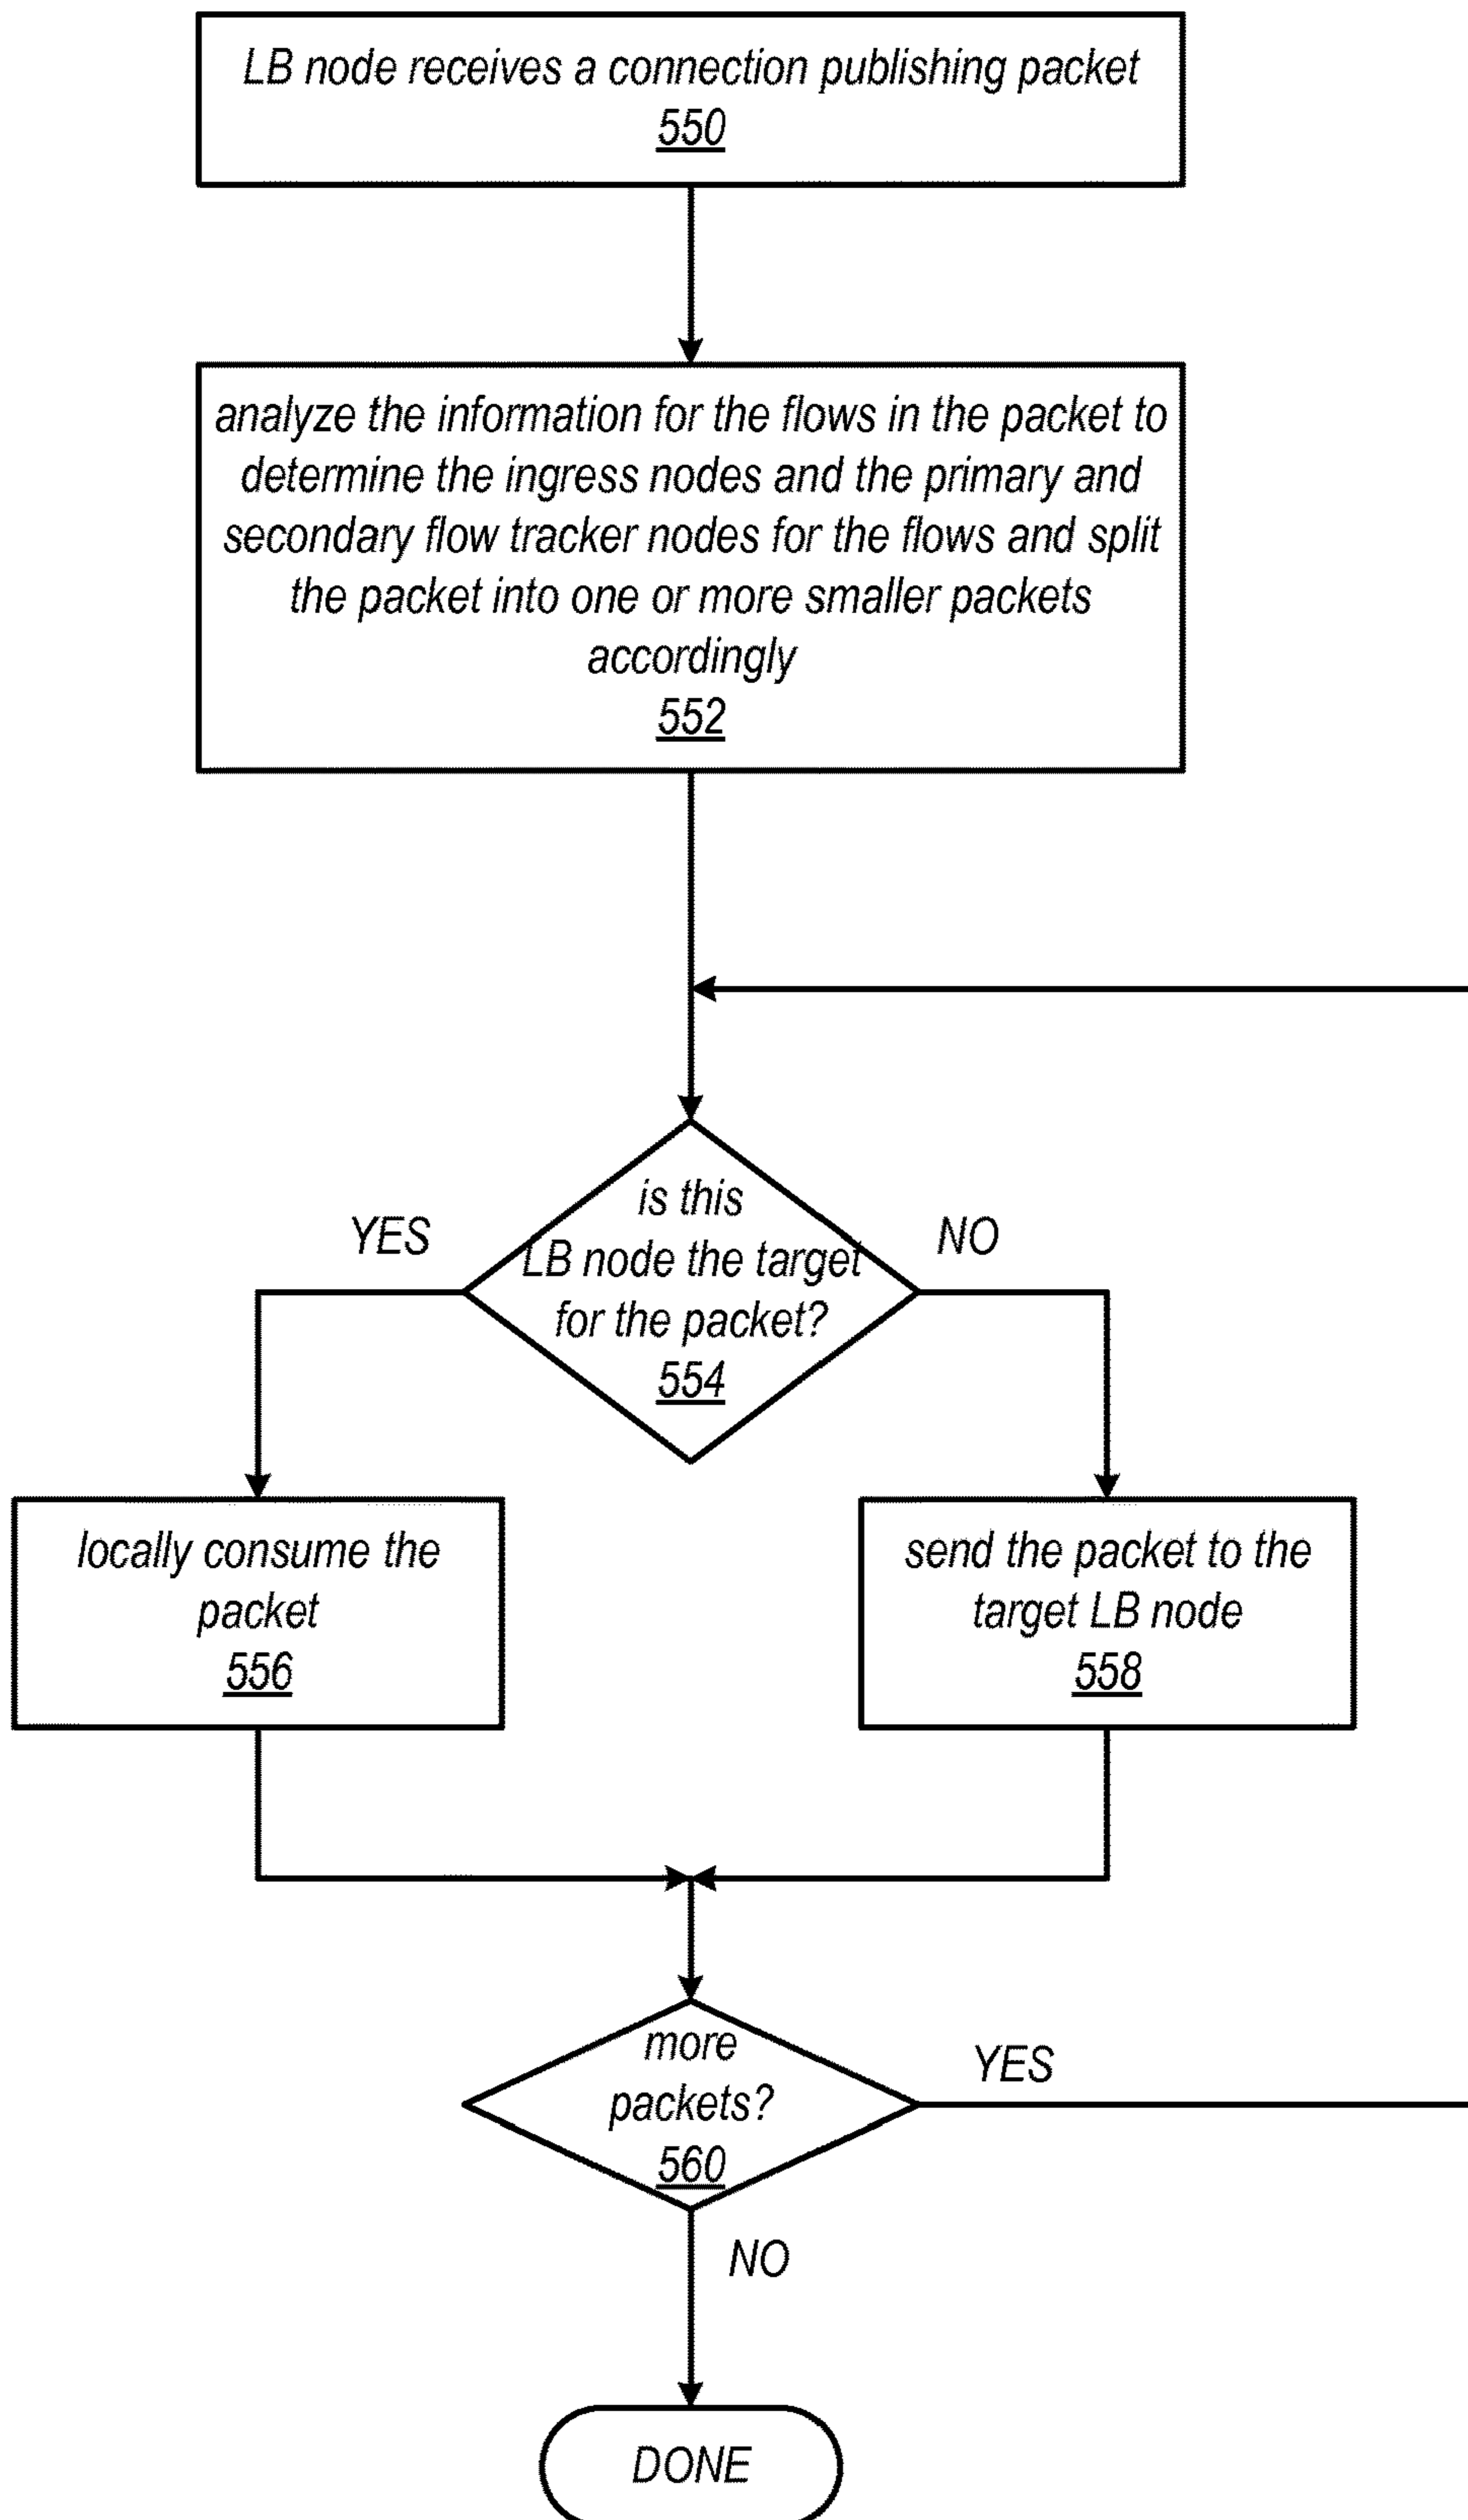 LB node receives a connection publishing packet
550
analyze the information for the flows in the packet to
determine the ingress nodes and the primary and
secondary flow tracker nodes for the flows and split
the packet into one or more smaller packets
accordingly
552
is this
LB node the target
for the packet?
554
YES
NO
locally consume the
packet
556
send the packet to the
target LB node
558
more
packets?
560
YES
NO
DONE